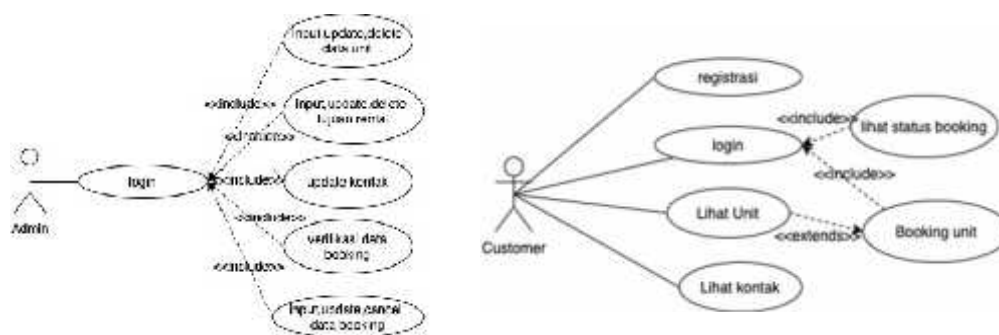 input,update,delete
data unit
<<include>>
input,update,delete
tujuan rental
<<include>>
login
<<include>>
update kontak
Admin
<<include>>
verifikasi data
booking
<<include>>
input,update,cancel
data booking
registrasi
<<include>>
lihat status booking
login
<<include>>
Lihat Unit
<<extends>>
Booking unit
Customer
Lihat kontak